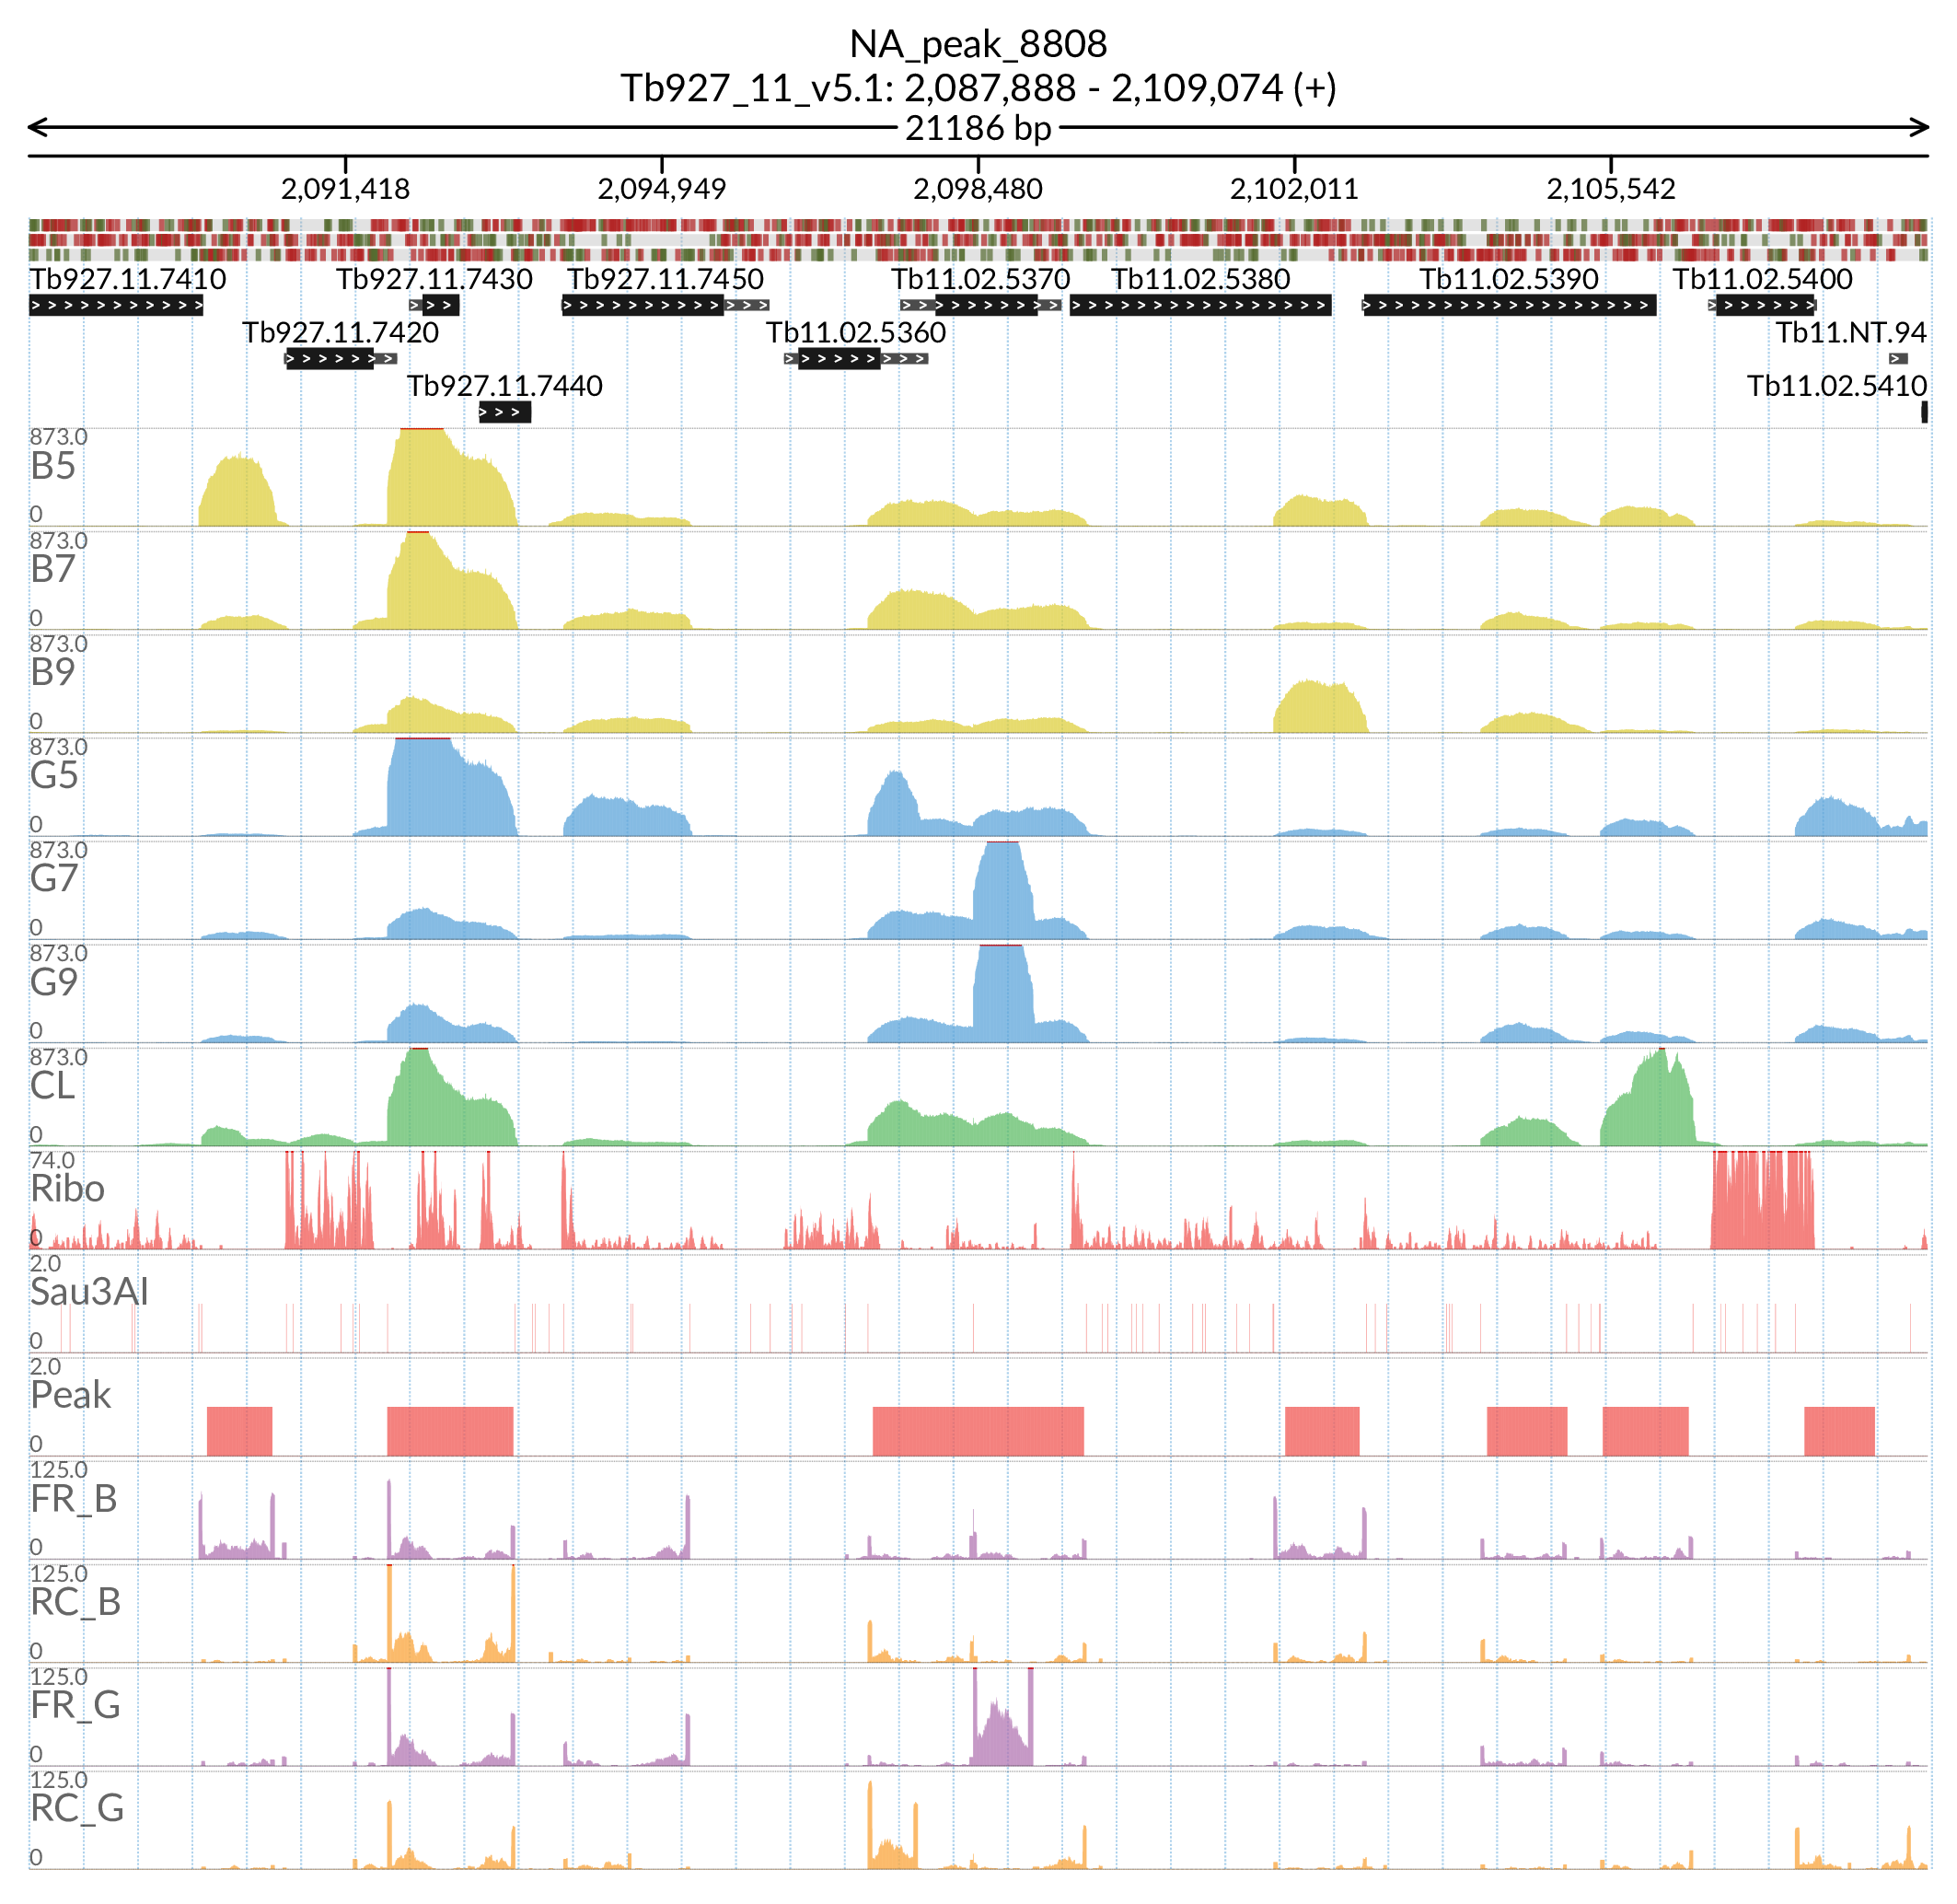 NA_peak_8808
Tb927_11_v5.1: 2,087,888 - 2,109,074 (+)
21186 bp
2,091,418 2,094,949 2,098,480 2,102,011 2,105,542
Tb927.11.7410 Tb927.11.7430 Tb927.11.7450 Tb11.02.5370 Tb11.02.5380 Tb11.02.5390 Tb11.02.5400
Tb927.11.7420 Tb11.02.5360 Tb11.NT.94
Tb927.11.7440 Tb11.02.5410
873.0
B5
0
873.0
B7
0
873.0
B9
0
873.0
G5
0
873.0
G7
0
873.0
G9
0
873.0
CL
0
74.0
Ribo
0
2.0
Sau3AI
0
2.0
Peak
0
125.0
FR_B
0
125.0
RC_B
0
125.0
FR_G
0
125.0
RC_G
0